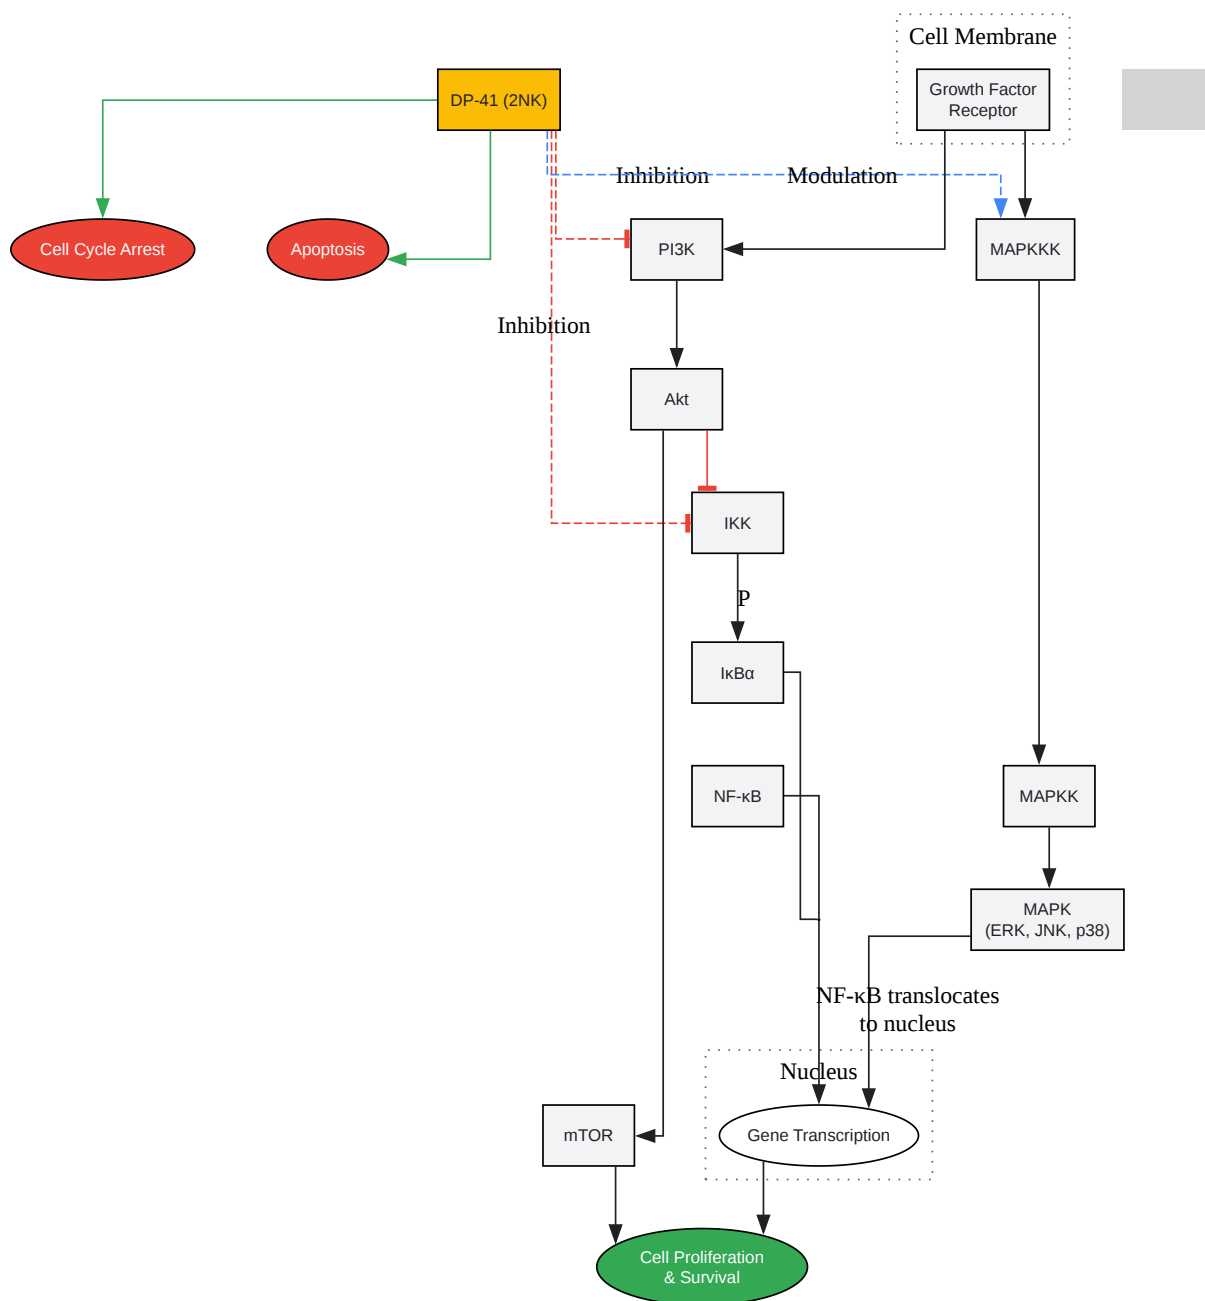 Cell Membrane
DP-41 (2NK)
Growth Factor
Receptor
Inhibition
Modulation
Cell Cycle Arrest
Apoptosis
PI3K
MAPKKK
Inhibition
Akt
IKK
P
IκBα
NF-κB
MAPKK
MAPK
(ERK, JNK, p38)
NF-κB translocates
to nucleus
Nucleus
mTOR
Gene Transcription
Cell Proliferation
& Survival